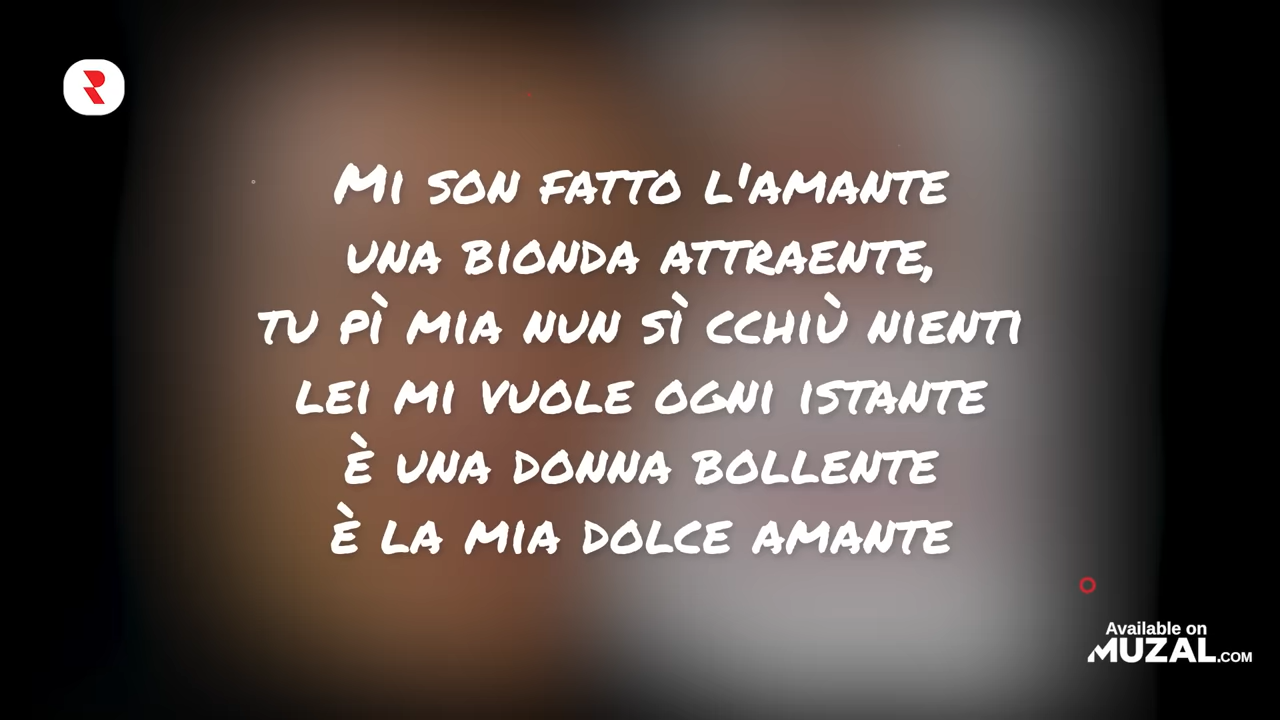 Mi son fatto l'amante
una bionda attraente,
tu pì mia nun sì cchiù nienti
lei mi vuole ogni istante
è una donna bollente
è la mia dolce amante
Available on
MUZAL.COM